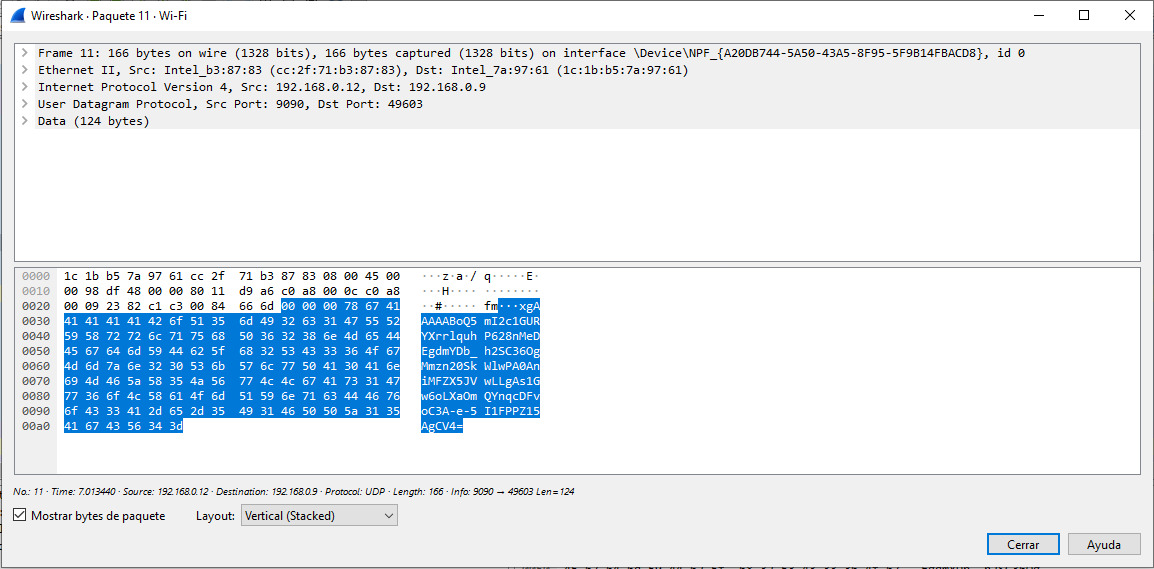 Wireshark · Paquete 11 · Wi-Fi
Frame 11: 166 bytes on wire (1328 bits), 166 bytes captured (1328 bits) on interface \Device\NPF_{A20DB744-5A50-43A5-8F95-5F9B14FBACD8}, id 0
Ethernet II, Src: Intel_b3:87:83 (cc:2f:71:b3:87:83), Dst: Intel_7a:97:61 (1c:1b:b5:7a:97:61)
Internet Protocol Version 4, Src: 192.168.0.12, Dst: 192.168.0.9
User Datagram Protocol, Src Port: 9090, Dst Port: 49603
Data (124 bytes)
0000 1c 1b b5 7a 97 61 cc 2f 71 b3 87 83 08 00 45 00 ···z·a·/ q·····E·
0010 00 98 df 48 00 00 80 11 d9 a6 c0 a8 00 0c c0 a8 ···H···· ········
0020 00 09 23 82 c1 c3 00 84 66 6d 00 00 00 78 67 41 ··#····· fm···xgA
0030 41 41 41 41 42 6f 51 35 6d 49 32 63 31 47 55 52 AAAABoQ5 mI2c1GUR
0040 59 58 72 72 6c 71 75 68 50 36 32 38 6e 4d 65 44 YXrrlquh P628nMeD
0050 45 67 64 6d 59 44 62 5f 68 32 53 43 33 36 4f 67 EgdmYDb_ h2SC36Og
0060 4d 6d 7a 6e 32 30 53 6b 57 6c 77 50 41 30 41 6e Mmzn20Sk WlwPA0An
0070 69 4d 46 5a 58 35 4a 56 77 4c 4c 67 41 73 31 47 iMFZX5JV wLLgAs1G
0080 77 36 6f 4c 58 61 4f 6d 51 59 6e 71 63 44 46 76 w6oLXaOm QYnqcDFv
0090 6f 43 33 41 2d 65 2d 35 49 31 46 50 50 5a 31 35 oC3A-e-5 I1FPPZ15
00a0 41 67 43 56 34 3d AgCV4=
No.: 11 · Time: 7.013440 · Source: 192.168.0.12 · Destination: 192.168.0.9 · Protocol: UDP · Length: 166 · Info: 9090 → 49603 Len=124
Mostrar bytes de paquete Layout: Vertical (Stacked)
Cerrar Ayuda